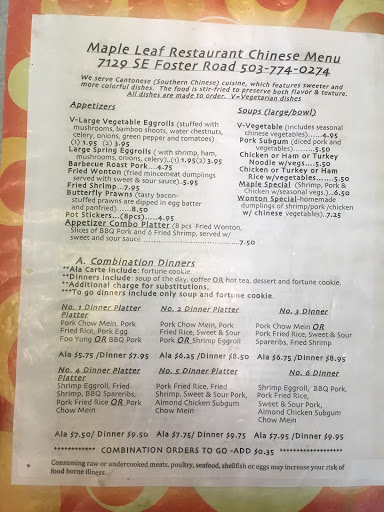 Maple Leaf Restaurant Chinese Menu
7129 SE Foster Road 503-774-0274
We serve Cantonese (Southern Chinese) cuisine, which features sweeter and
more colorful dishes. The food is stir-fried to preserve both flavor & texture.
All dishes are made to order. V=Vegetarian dishes
Appetizers
V-Large Vegetable Eggrolls (stuffed with
mushrooms, bamboo shoots, water chestnuts,
celery, onions, green pepper and tomatoes)
(1) 1.95 (2) 3.95
Large Spring Eggrolls ( with shrimp, ham,
mushrooms, onions, celery)..(1) 1.95(2) 3.95
Barbecue Roast Pork....4.75
Fried Wonton (fried mincemeat dumplings
served with sweet & sour sauce).5.95
Fried Shrimp...7.95
Butterfly Prawns (tasty bacon-
stuffed prawns are dipped in egg batter
and panfried)......8.50
Pot Stickers....(8pcs).....4.95
Appetizer Combo Platter (8 pcs Fried Wonton,
Slices of BBQ Pork and 6 Fried Shrimp, served w/
sweet and sour sauce..............................7.50
Soups (large/bowl)
V-Vegetable (includes seasonal
chinese vegetables)......4.95
Pork Subgum (diced pork and
vegetables)..........5.50
Chicken or Ham or Turkey
Noodle w/vegs....5.50
Chicken or Turkey or Ham
Rice w/vegetables......5.50
Maple Special (Shrimp, Pork &
Chicken w/seasonal vegs.)...6.50
Wonton Special-homemade
dumplings of shrimp/pork /chicken
w/ chinese vegetables).7.25
A. Combination Dinners
**Ala Carte include: fortune cookie.
**Dinners include: soup of the day, coffee OR hot tea, dessert and fortune cookie.
**Additional charge for substitutions.
***To go dinners include only soup and fortune cookie.
No. 1 Dinner Platter
Platter
Pork Chow Mein, Pork
Fried Rice, Pork Egg
Foo Yung OR BBQ Pork
Ala $5.75 /Dinner $7.95
No. 2 Dinner Platter
Pork Chow Mein, Pork
Fried Rice, Sweet & Sour
Pork OR Shrimp Eggroll
Ala $6.25 /Dinner $8.50
No. 3 Dinner
Pork Chow Mein OR
Pork Fried Rice, Sweet & Sour
Spareribs, Fried Shrimp
Ala $6.75 /Dinner $8.95
No. 4 Dinner Platter
Platter
Shrimp Eggroll, Fried
Shrimp, BBQ Spareribs,
Pork Fried Rice OR Pork
Chow Mein
Ala $7.50/ Dinner $9.50
No. 5 Dinner Platter
Pork Fried Rice, Fried
Shrimp, Sweet & Sour Pork,
Almond Chicken Subgum
Chow Mein
Ala $7.75/ Dinner $9.75
No. 6 Dinner
Shrimp Eggroll, BBQ Pork,
Pork Fried Rice,
Sweet & Sour Pork,
Almond Chicken Subgum
Chow Mein
Ala $7.95 /Dinner $9.95
************ COMBINATION ORDERS TO GO -ADD $0.35 ******************
* Consuming raw or undercooked meats, poultry, seafood, shellfish or eggs may increase your risk of
food borne illness.